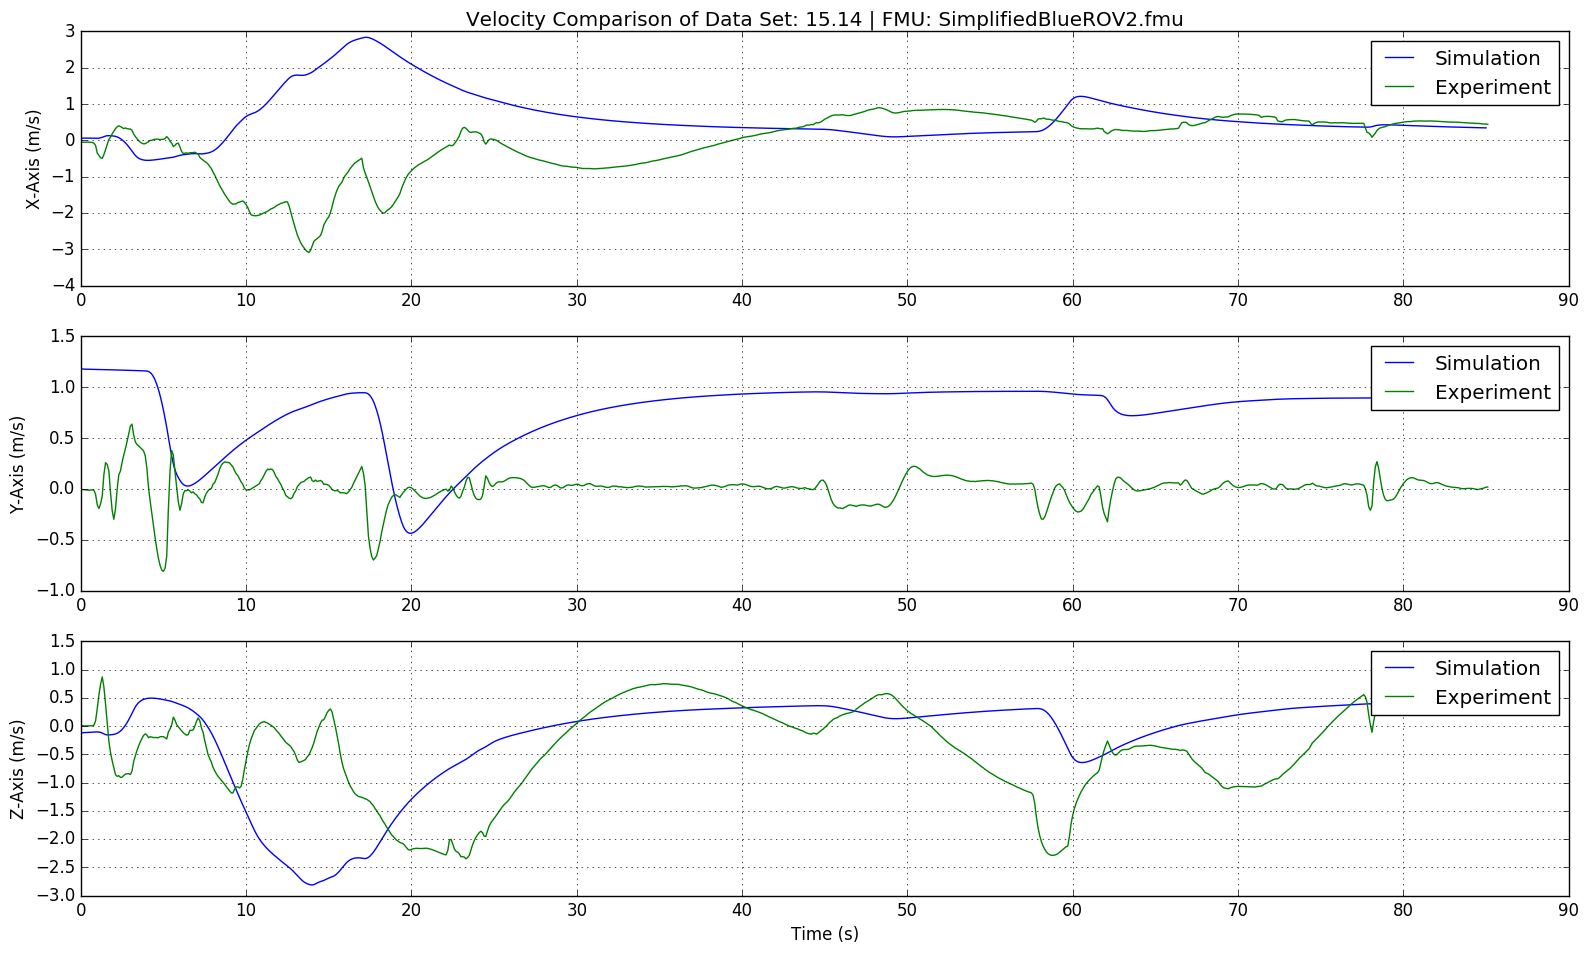 Velocity Comparison of Data Set: 15.14 | FMU: SimplifiedBlueROV2.fmu
X-Axis (m/s)
3
2
1
0
−1
−2
−3
−4
Simulation
Experiment
0 10 20 30 40 50 60 70 80 90
Y-Axis (m/s)
1.5
1.0
0.5
0.0
−0.5
−1.0
Simulation
Experiment
0 10 20 30 40 50 60 70 80 90
Z-Axis (m/s)
1.5
1.0
0.5
0.0
−0.5
−1.0
−1.5
−2.0
−2.5
−3.0
Simulation
Experiment
0 10 20 30 40 50 60 70 80 90
Time (s)